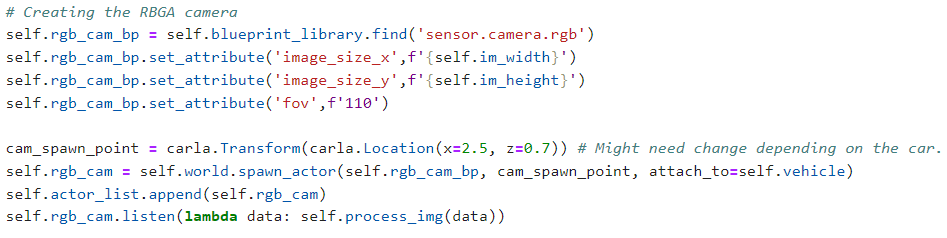 # Creating the RBGA camera
self.rgb_cam_bp = self.blueprint_library.find('sensor.camera.rgb')
self.rgb_cam_bp.set_attribute('image_size_x',f'{self.im_width}')
self.rgb_cam_bp.set_attribute('image_size_y',f'{self.im_height}')
self.rgb_cam_bp.set_attribute('fov',f'110')

cam_spawn_point = carla.Transform(carla.Location(x=2.5, z=0.7)) # Might need change depending on the car.
self.rgb_cam = self.world.spawn_actor(self.rgb_cam_bp, cam_spawn_point, attach_to=self.vehicle)
self.actor_list.append(self.rgb_cam)
self.rgb_cam.listen(lambda data: self.process_img(data))